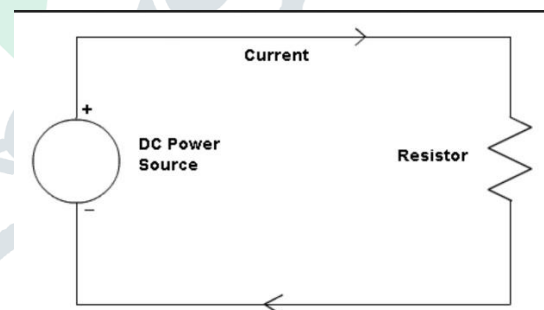 Current
+
DC Power
Source
Resistor
−